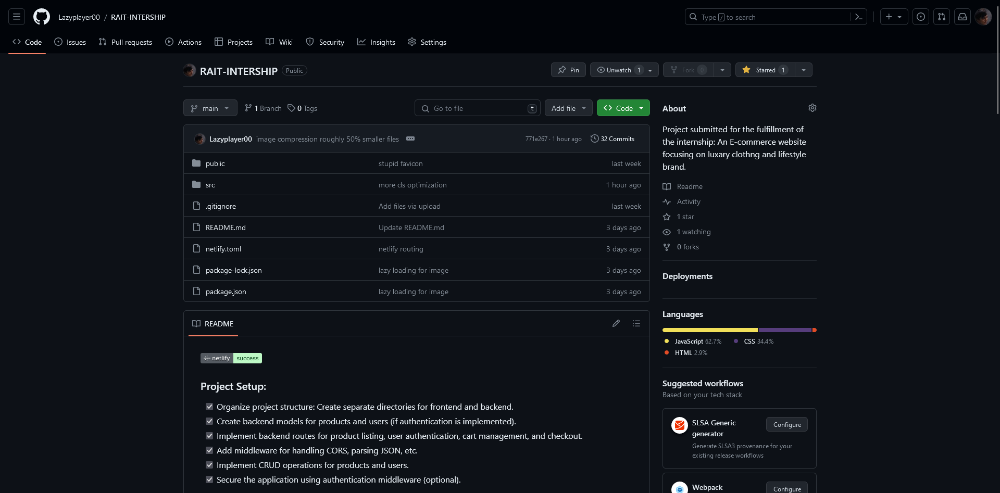 Lazyplayer00 / RAIT-INTERSHIP
Type / to search
Code Issues Pull requests Actions Projects Wiki Security Insights Settings
RAIT-INTERSHIP Public
Pin Unwatch 1 Fork 0 Starred 1
main 1 Branch 0 Tags Go to file t Add file Code
Lazyplayer00 image compression roughly 50% smaller files 771e267 · 1 hour ago 32 Commits
public stupid favicon last week
src more cls optimization 1 hour ago
.gitignore Add files via upload last week
README.md Update README.md 3 days ago
netlify.toml netlify routing 3 days ago
package-lock.json lazy loading for image 3 days ago
package.json lazy loading for image 3 days ago
README
netlify success
Project Setup:
Organize project structure: Create separate directories for frontend and backend.
Create backend models for products and users (if authentication is implemented).
Implement backend routes for product listing, user authentication, cart management, and checkout.
Add middleware for handling CORS, parsing JSON, etc.
Implement CRUD operations for products and users.
Secure the application using authentication middleware (optional).
About
Project submitted for the fulfillment of
the internship: An E-commerce website
focusing on luxary clothng and lifestyle
brand.
Readme
Activity
1 star
1 watching
0 forks
Deployments
Languages
JavaScript 62.7% CSS 34.4%
HTML 2.9%
Suggested workflows
Based on your tech stack
SLSA Generic
generator
Configure
Generate SLSA3 provenance for your
existing release workflows
Webpack
Configure